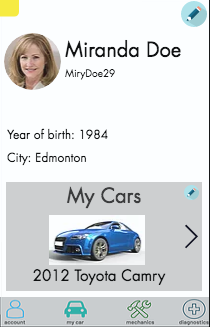 Miranda Doe
MiryDoe29
Year of birth: 1984
City: Edmonton
My Cars
2012 Toyota Camry
account
my car
mechanics
diagnostics